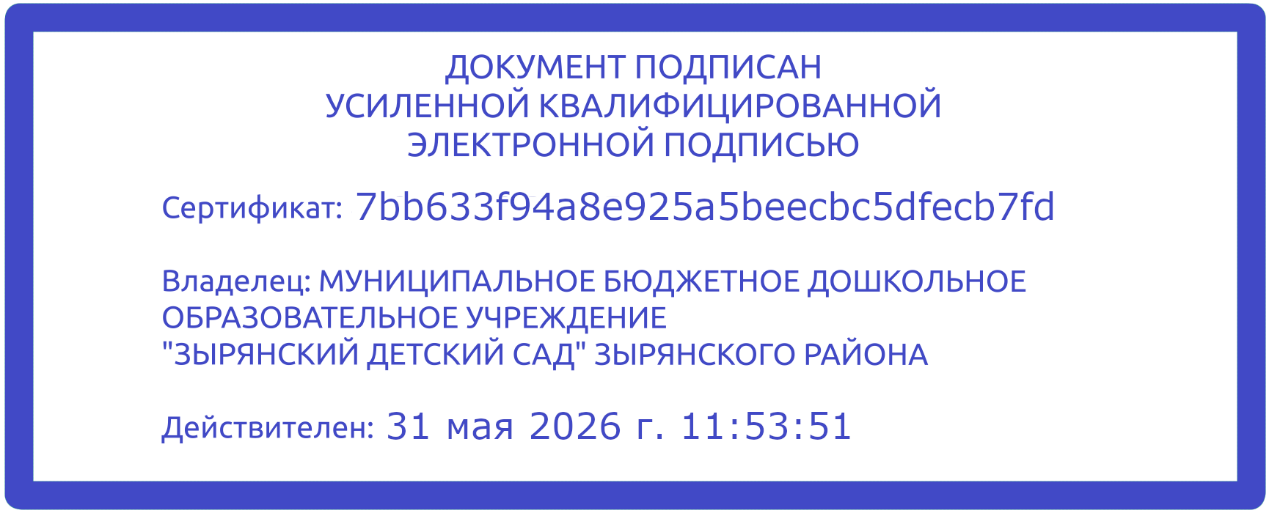 ДОКУМЕНТ ПОДПИСАН
УСИЛЕННОЙ КВАЛИФИЦИРОВАННОЙ
ЭЛЕКТРОННОЙ ПОДПИСЬЮ
Сертификат: 7bb633f94a8e925a5beecbc5dfecb7fd
Владелец: МУНИЦИПАЛЬНОЕ БЮДЖЕТНОЕ ДОШКОЛЬНОЕ
ОБРАЗОВАТЕЛЬНОЕ УЧРЕЖДЕНИЕ
"ЗЫРЯНСКИЙ ДЕТСКИЙ САД" ЗЫРЯНСКОГО РАЙОНА
Действителен: 31 мая 2026 г. 11:53:51